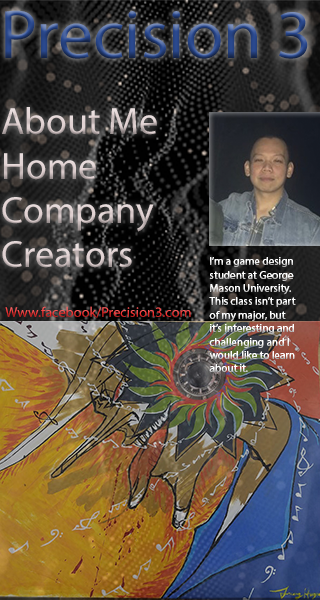 Precision 3
About Me
Home
Company
Creators
I'm a game design
student at George
Mason University.
This class isn't part
of my major, but
it's interesting and
challenging and I
would like to learn
about it.
Www.facebook/Precision3.com